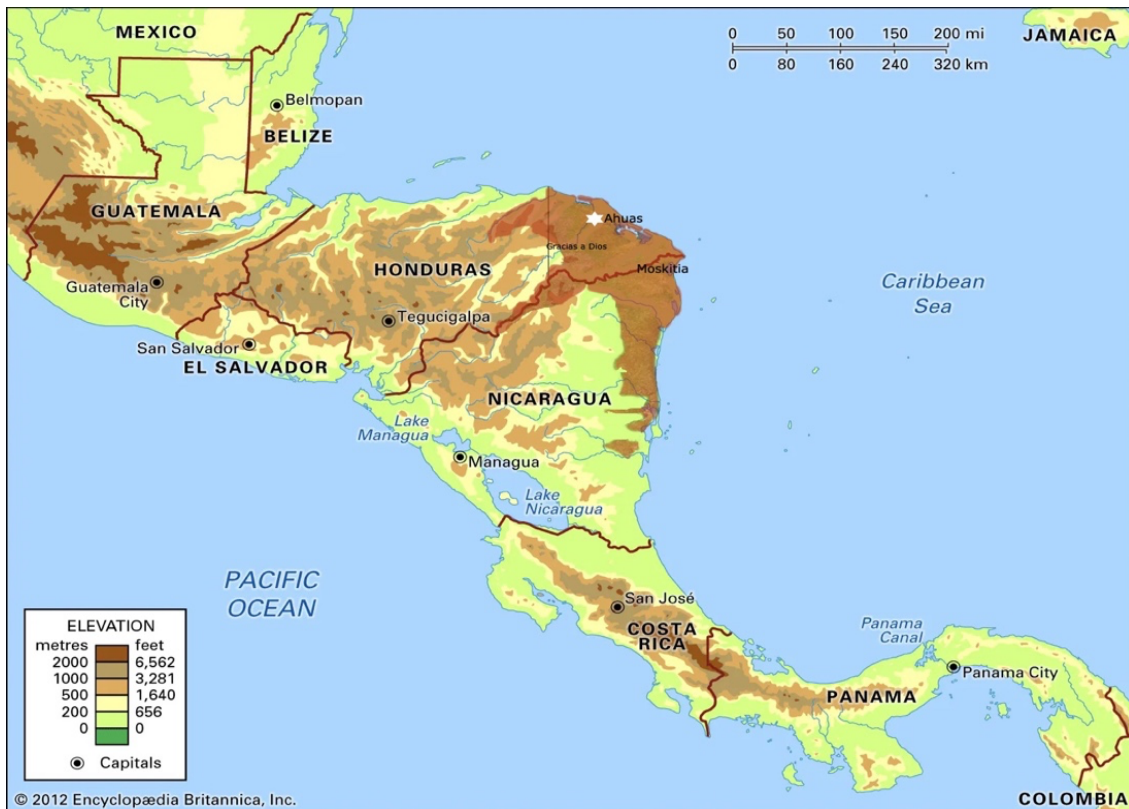 MEXICO
0 50 100 150 200 mi
0 80 160 240 320 km
JAMAICA
Belmopan
BELIZE
GUATEMALA
Ahuas
Gracias a Dios
HONDURAS
Moskitia
Guatemala
City
Caribbean
Sea
Tegucigalpa
San Salvador
EL SALVADOR
NICARAGUA
Lake
Managua
Managua
Lake
Nicaragua
PACIFIC
OCEAN
San José
COSTA
RICA
Panama
Canal
Panama City
PANAMA
ELEVATION
metres feet
2000 6,562
1000 3,281
500 1,640
200 656
0 0
Capitals
COLOMBIA
© 2012 Encyclopædia Britannica, Inc.